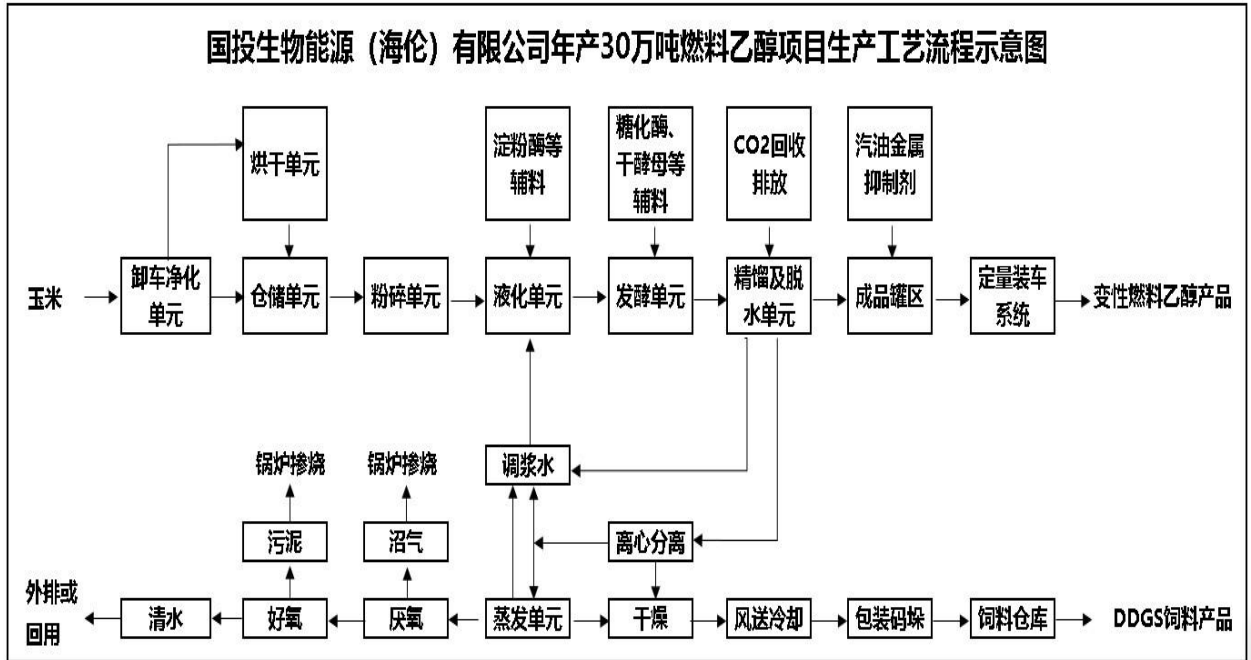 国投生物能源（海伦）有限公司年产30万吨燃料乙醇项目生产工艺流程示意图
烘干单元
淀粉酶等
辅料
糖化酶、
干酵母等
辅料
CO2回收
排放
汽油金属
抑制剂
玉米
卸车净化
单元
仓储单元
粉碎单元
液化单元
发酵单元
精馏及脱
水单元
成品罐区
定量装车
系统
变性燃料乙醇产品
锅炉掺烧
锅炉掺烧
调浆水
污泥
沼气
离心分离
外排或
回用
清水
好氧
厌氧
蒸发单元
干燥
风送冷却
包装码垛
饲料仓库
DDGS饲料产品